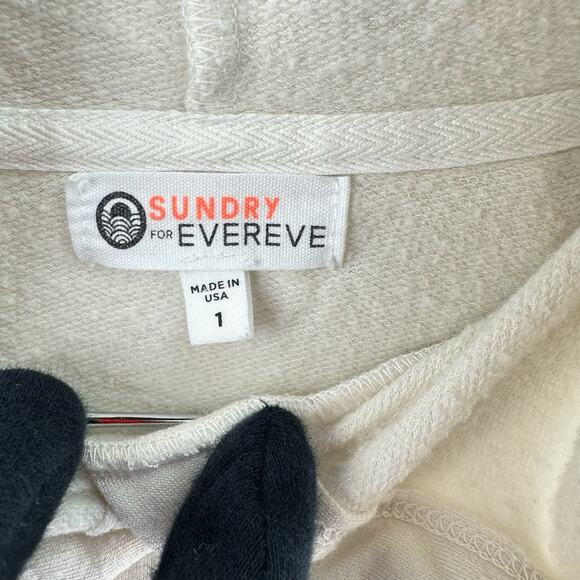 SUNDRY
FOR EVEREVE
MADE IN
USA
1